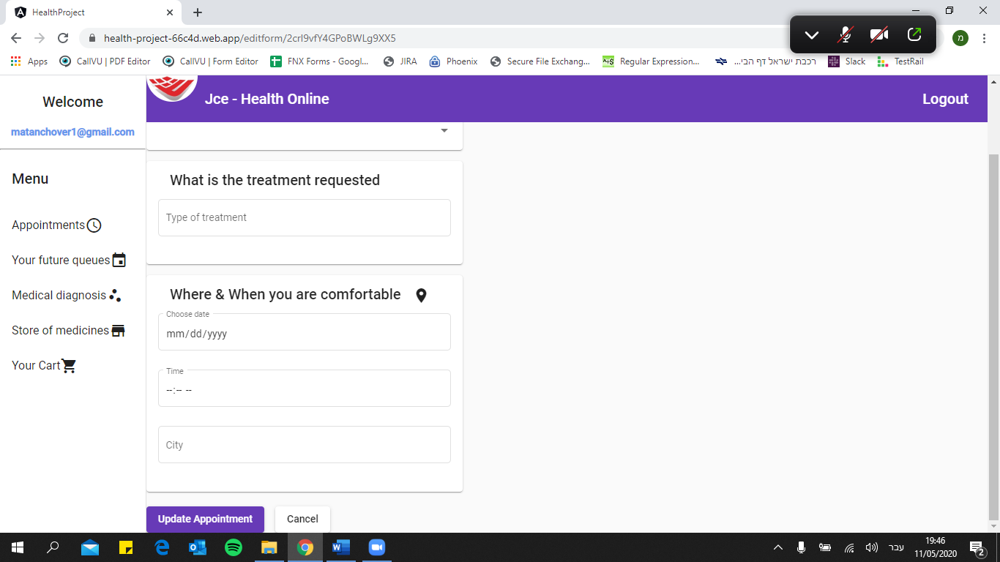 HealthProject
health-project-66c4d.web.app/editform/2crI9vfY4GPoBWLg9XX5
מ
Apps
CallVU | PDF Editor
CallVU | Form Editor
FNX Forms - Googl...
JIRA
Phoenix
Secure File Exchang...
Regular Expression...
רכבת ישראל דף הבי...
Slack
TestRail
Welcome
matanchover1@gmail.com
Jce - Health Online
Logout
Menu
Appointments
Your future queues
Medical diagnosis
Store of medicines
Your Cart
What is the treatment requested
Type of treatment
Where & When you are comfortable
Choose date
mm/dd/yyyy
Time
--:-- --
City
Update Appointment
Cancel
עבר
19:46
11/05/2020
2